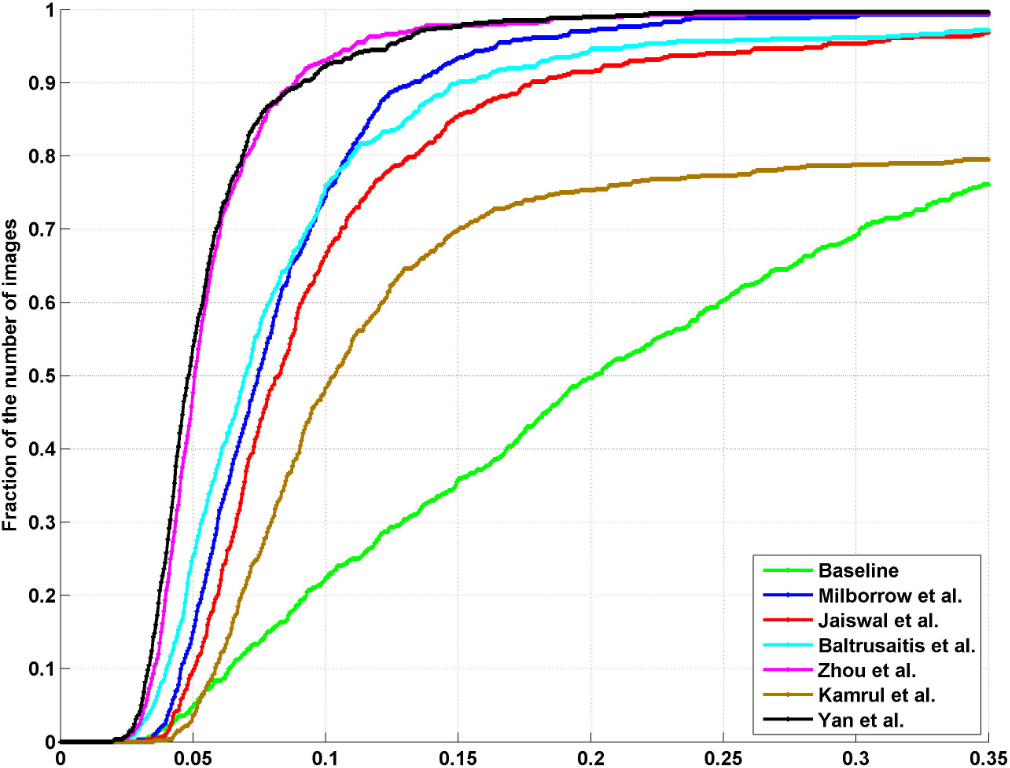 1
0.9
0.8
0.7
0.6
0.5
0.4
0.3
0.2
0.1
0
Fraction of the number of images
0 0.05 0.1 0.15 0.2 0.25 0.3 0.35
Baseline
Milborrow et al.
Jaiswal et al.
Baltrusaitis et al.
Zhou et al.
Kamrul et al.
Yan et al.